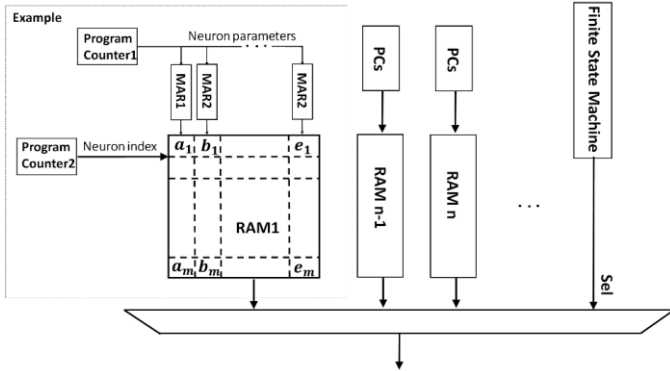 Example
Program
Counter1
Neuron parameters
. . .
MAR1
MAR2
MAR2
Program
Counter2
Neuron index
a₁ b₁ e₁
RAM1
aₘ bₘ eₘ
PCs
PCs
RAM n-1
RAM n
. . .
Finite State Machine
Sel